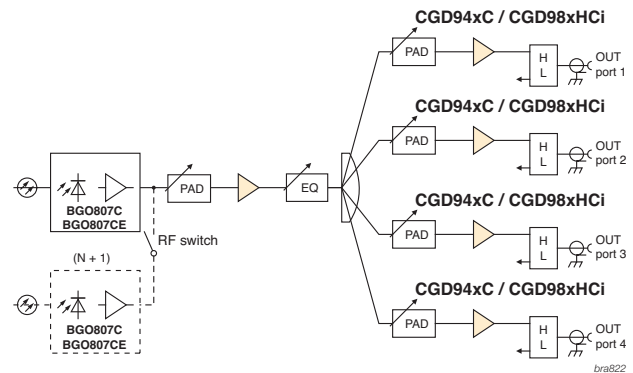 CGD94xC / CGD98xHCi
PAD
H
L
OUT
port 1
CGD94xC / CGD98xHCi
PAD
H
L
OUT
port 2
BGO807C
BGO807CE
PAD
EQ
RF switch
CGD94xC / CGD98xHCi
PAD
H
L
OUT
port 3
(N + 1)
BGO807C
BGO807CE
CGD94xC / CGD98xHCi
PAD
H
L
OUT
port 4
bra822